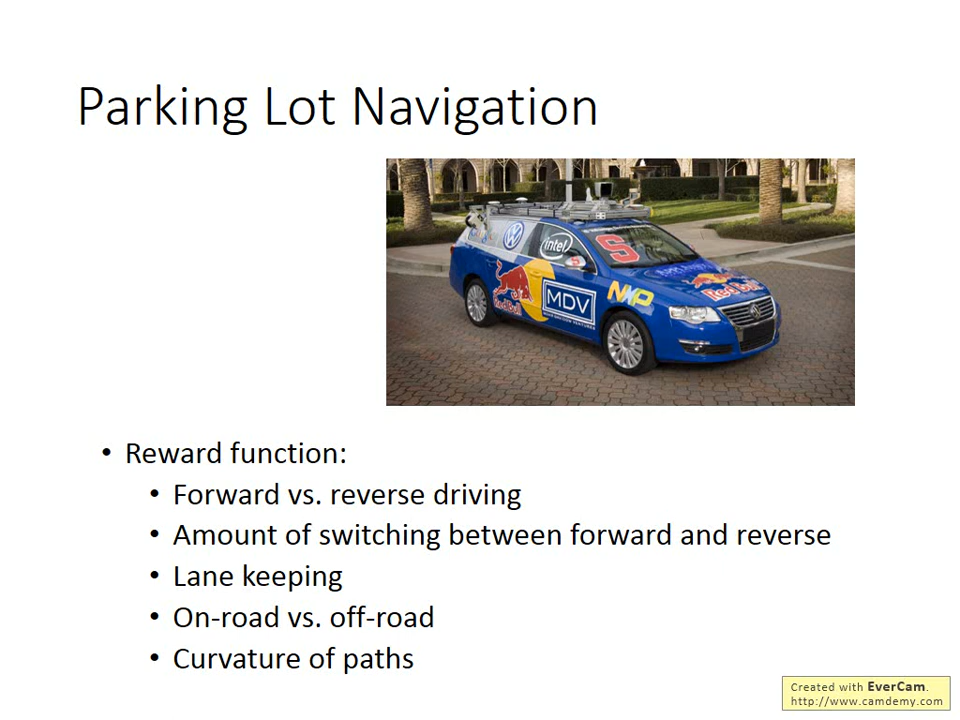 Parking Lot Navigation
intel
S
S
Red Bull
NXP
MDV
Red Bull
• Reward function:
• Forward vs. reverse driving
• Amount of switching between forward and reverse
• Lane keeping
• On-road vs. off-road
• Curvature of paths
Created with EverCam.
http://www.camdemy.com